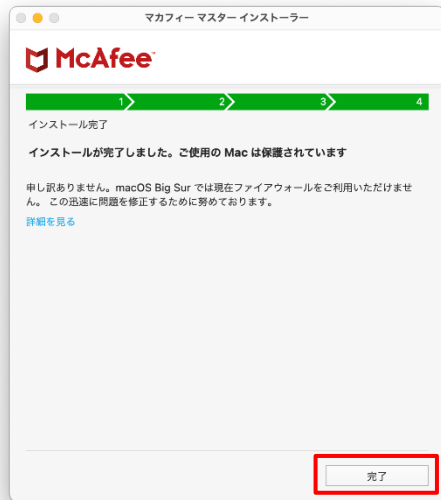 マカフィー マスター インストーラー
McAfee
1 2 3 4
インストール完了
インストールが完了しました。ご使用の Mac は保護されています
申し訳ありません。macOS Big Sur では現在ファイアウォールをご利用いただけませ
ん。 この迅速に問題を修正するために努めております。
詳細を見る
完了